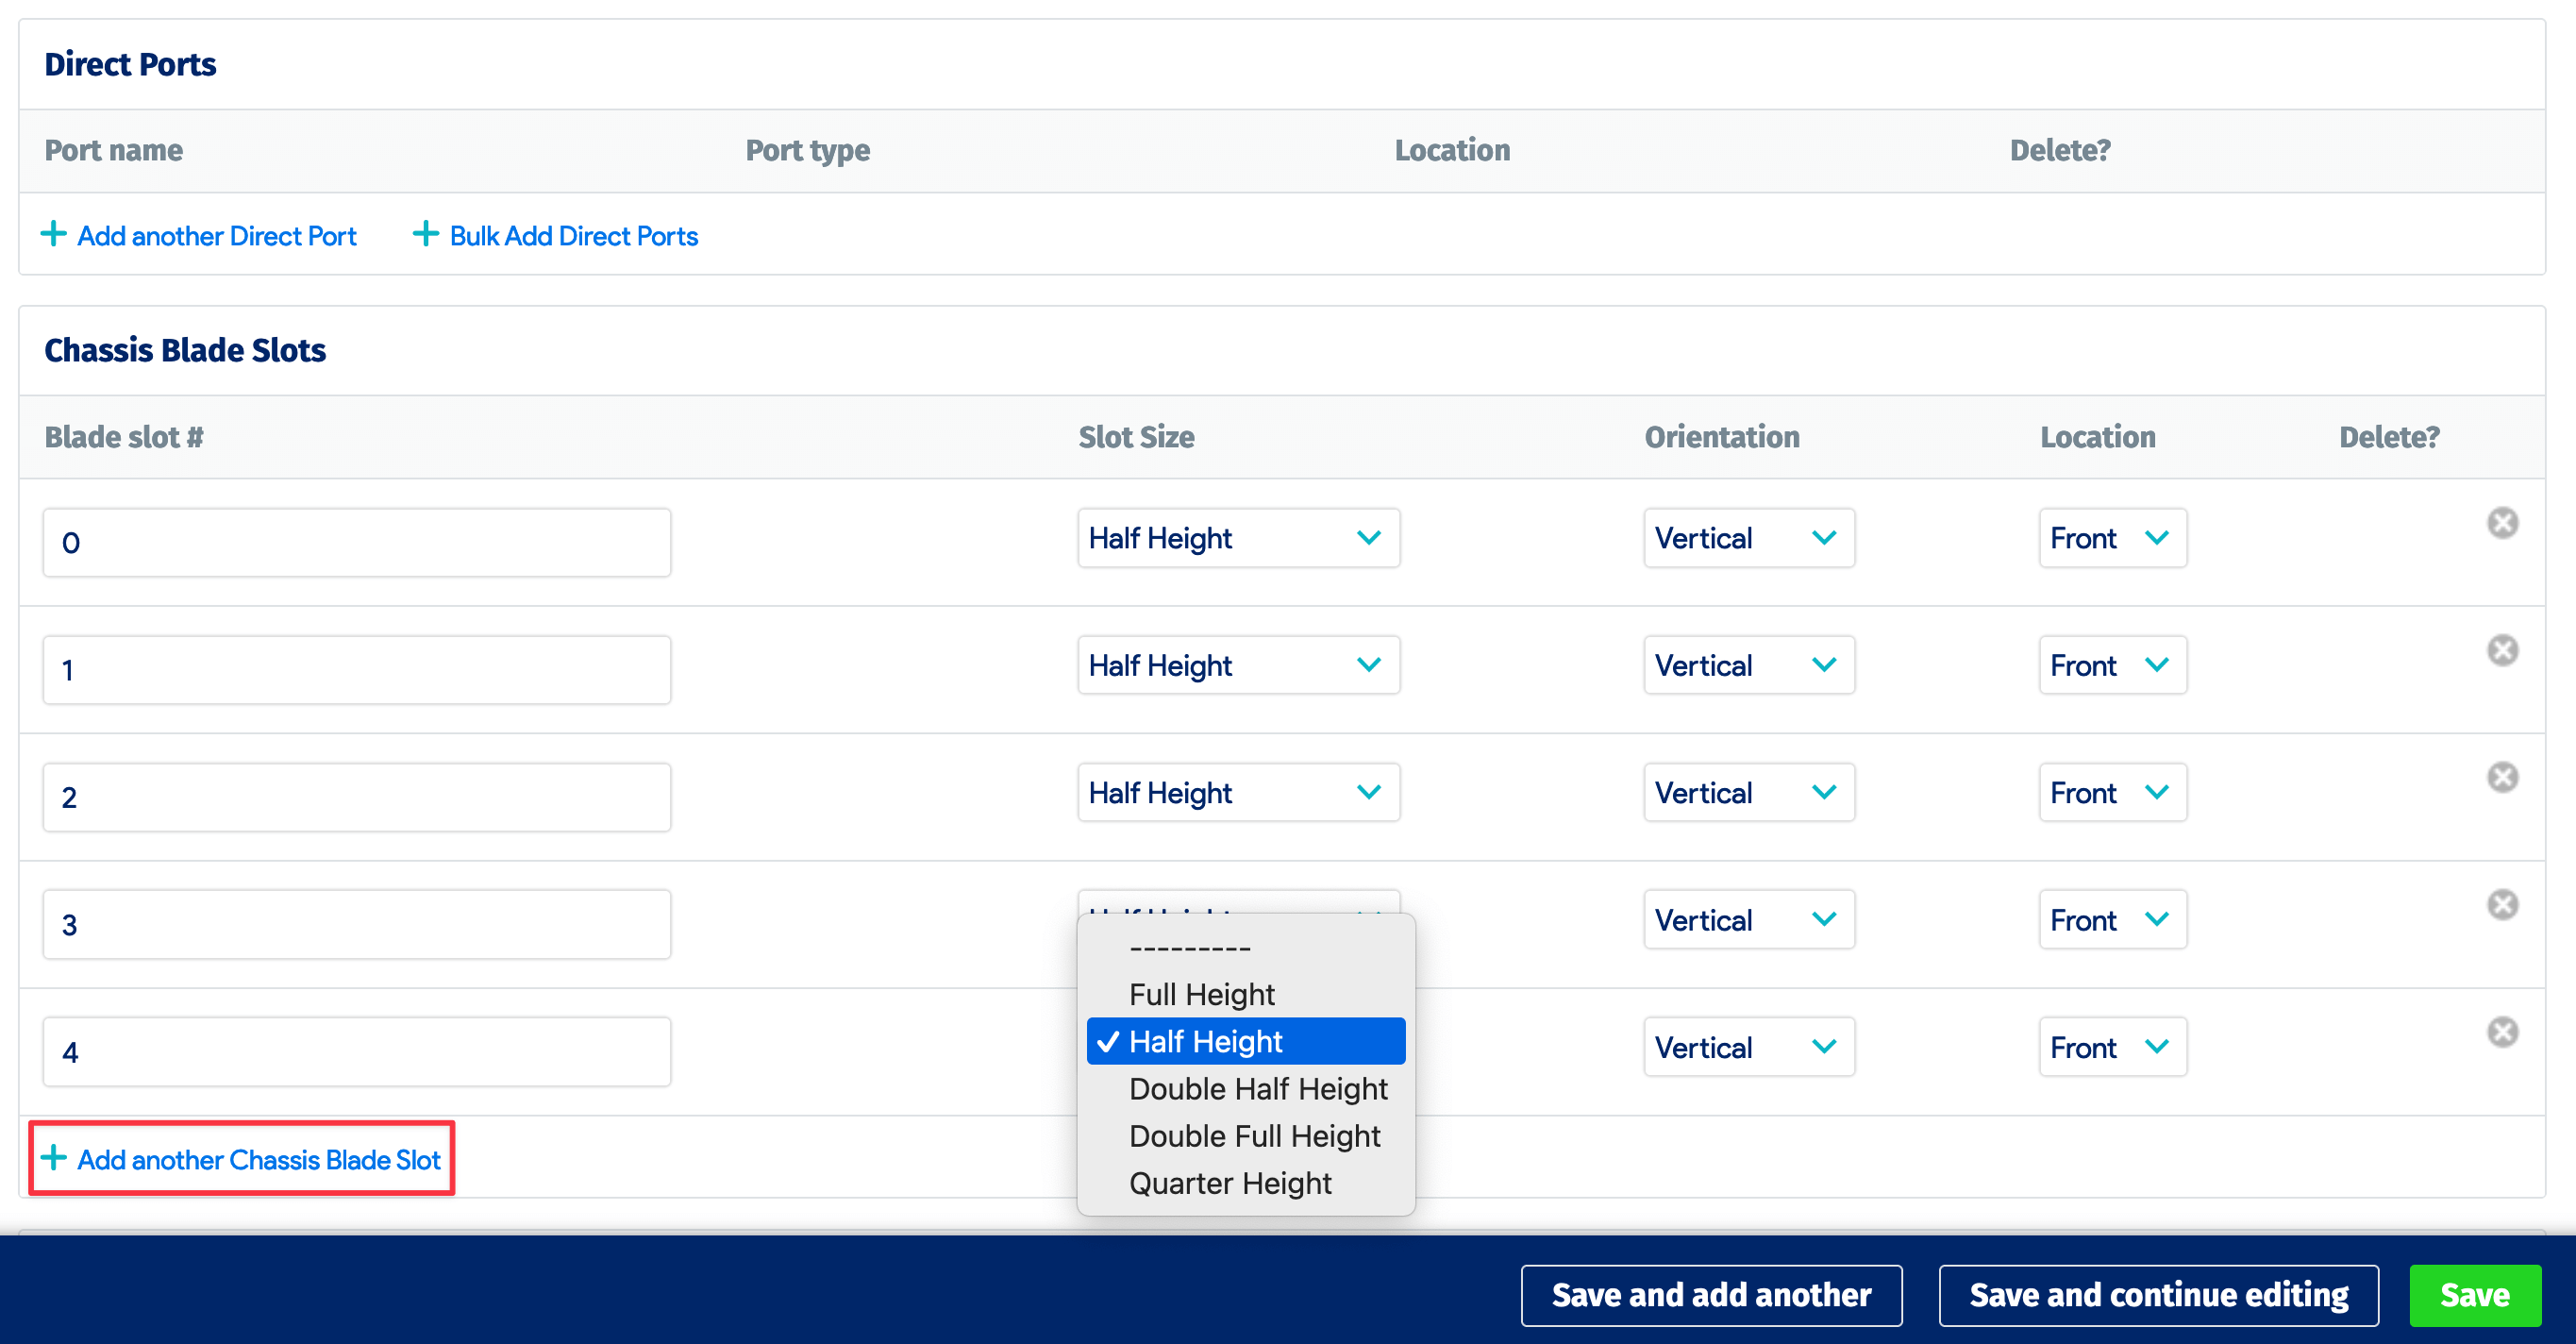 Direct Ports
Port name Port type Location Delete?
Add another Direct Port Bulk Add Direct Ports
Chassis Blade Slots
Blade slot # Slot Size Orientation Location Delete?
0 Half Height Vertical Front
1 Half Height Vertical Front
2 Half Height Vertical Front
3 Vertical Front
---------
Full Height
✓ Half Height
4 Vertical Front
Double Half Height
Double Full Height
Add another Chassis Blade Slot
Quarter Height
Save and add another Save and continue editing Save